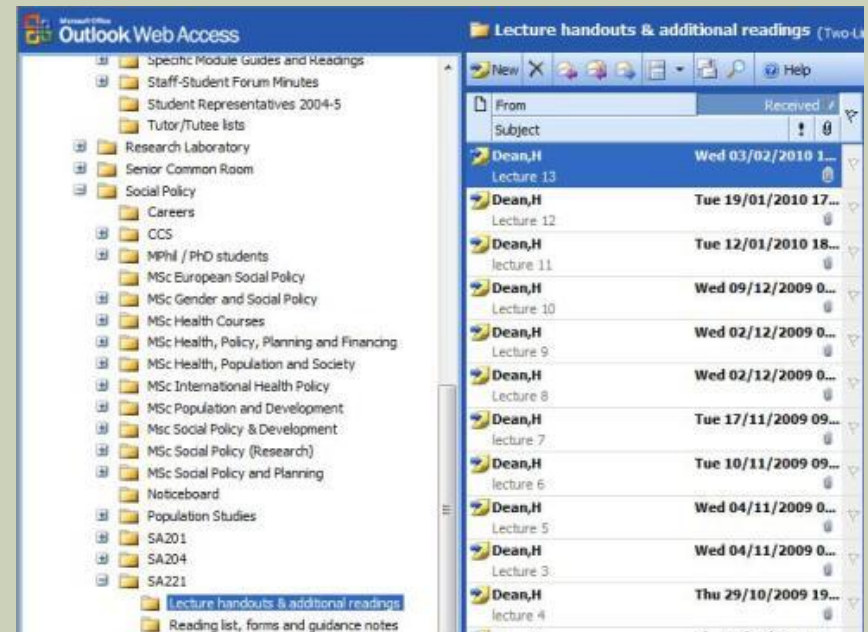 Microsoft Office
Outlook Web Access
Specific Module Guides and Readings
Staff-Student Forum Minutes
Student Representatives 2004-5
Tutor/Tutee lists
Research Laboratory
Senior Common Room
Social Policy
Careers
CCS
MPhil / PhD students
MSc European Social Policy
MSc Gender and Social Policy
MSc Health Courses
MSc Health, Policy, Planning and Financing
MSc Health, Population and Society
MSc International Health Policy
MSc Population and Development
Msc Social Policy & Development
MSc Social Policy (Research)
MSc Social Policy and Planning
Noticeboard
Population Studies
SA201
SA204
SA221
Lecture handouts & additional readings
Reading list, forms and guidance notes
Lecture handouts & additional readings (Two-Li
New Help
From Received
Subject !
Dean,H Wed 03/02/2010 1...
Lecture 13
Dean,H Tue 19/01/2010 17...
Lecture 12
Dean,H Tue 12/01/2010 18...
lecture 11
Dean,H Wed 09/12/2009 0...
Lecture 10
Dean,H Wed 02/12/2009 0...
Lecture 9
Dean,H Wed 02/12/2009 0...
Lecture 8
Dean,H Tue 17/11/2009 09...
lecture 7
Dean,H Tue 10/11/2009 09...
lecture 6
Dean,H Wed 04/11/2009 0...
Lecture 5
Dean,H Wed 04/11/2009 0...
Lecture 3
Dean,H Thu 29/10/2009 19...
lecture 4